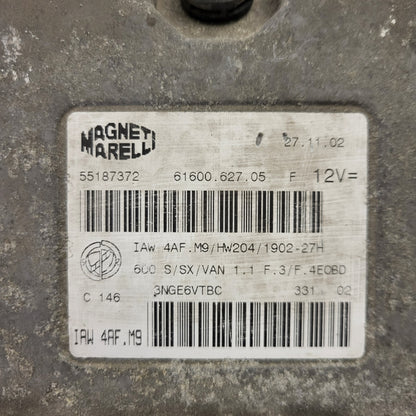 MAGNETI
MARELLI
27.11.02
55187372 61600.627.05 F 12V=
IAW 4AF.M9/HW204/1902-27H
600 S/SX/VAN 1.1 F.3/F.4EOBD
C 146 3NGE6VTBC 331 02
IAW 4AF.M9